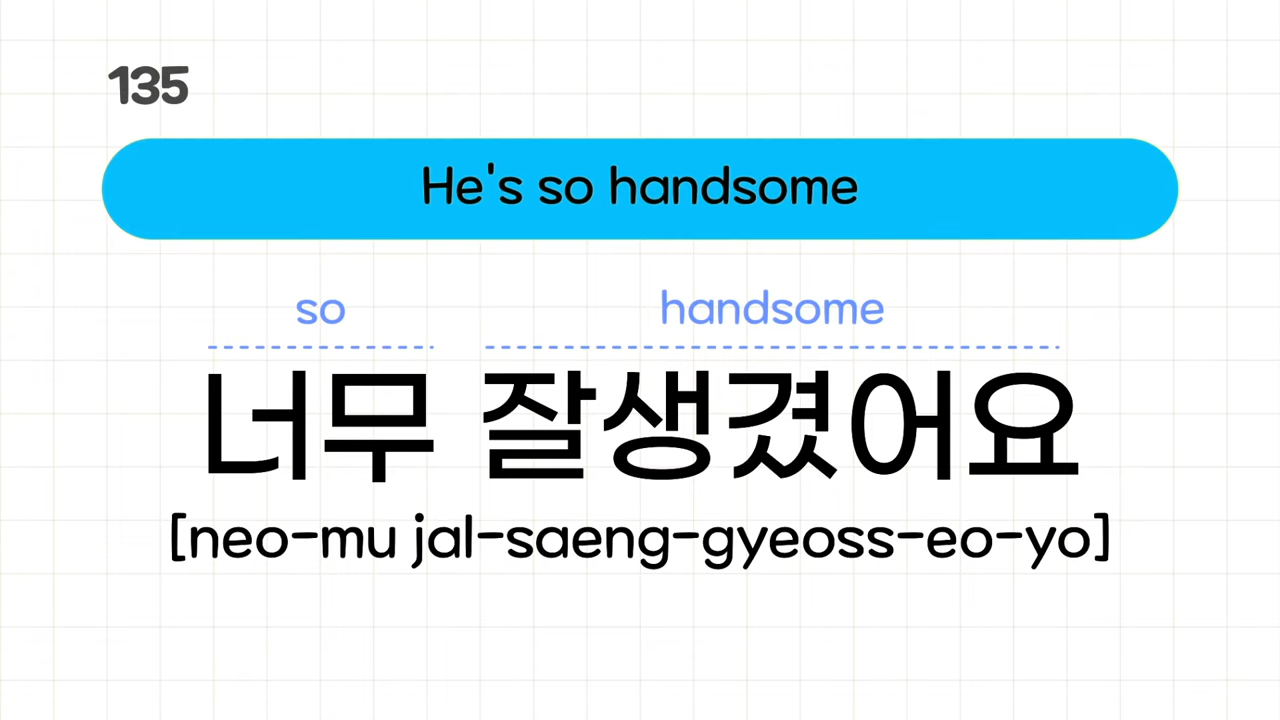 135
He's so handsome
so handsome
너무 잘생겼어요
[neo-mu jal-saeng-gyeoss-eo-yo]